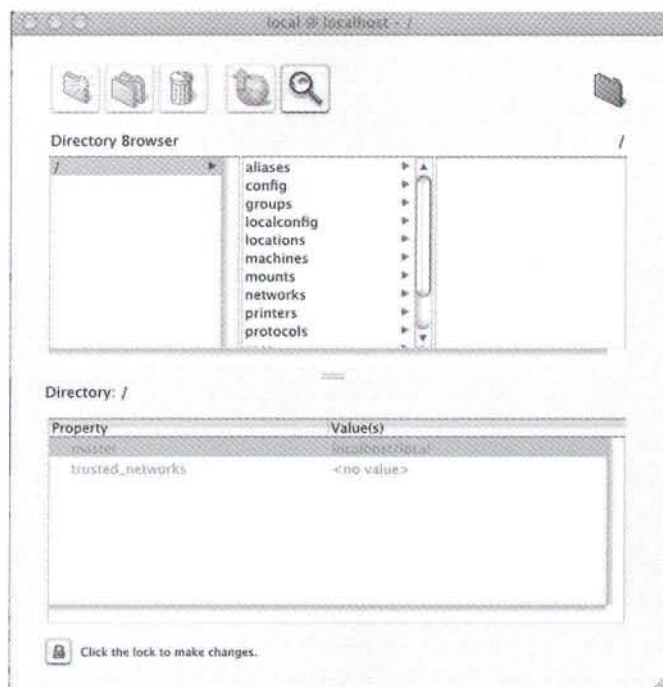 local @ localhost - /
Directory Browser /
/
aliases
config
groups
localconfig
locations
machines
mounts
networks
printers
protocols
Directory: /
Property Value(s)
master localhost/local
trusted_networks <no value>
Click the lock to make changes.